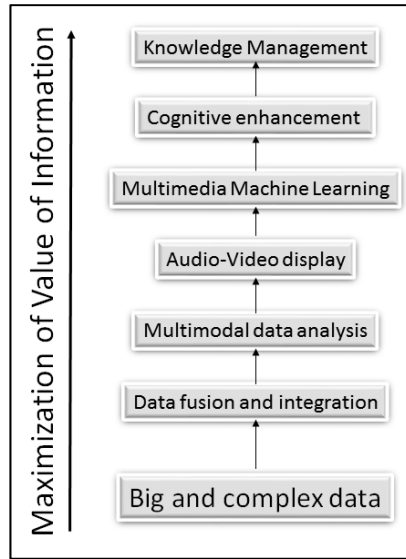 Maximization of Value of Information
Knowledge Management
Cognitive enhancement
Multimedia Machine Learning
Audio-Video display
Multimodal data analysis
Data fusion and integration
Big and complex data